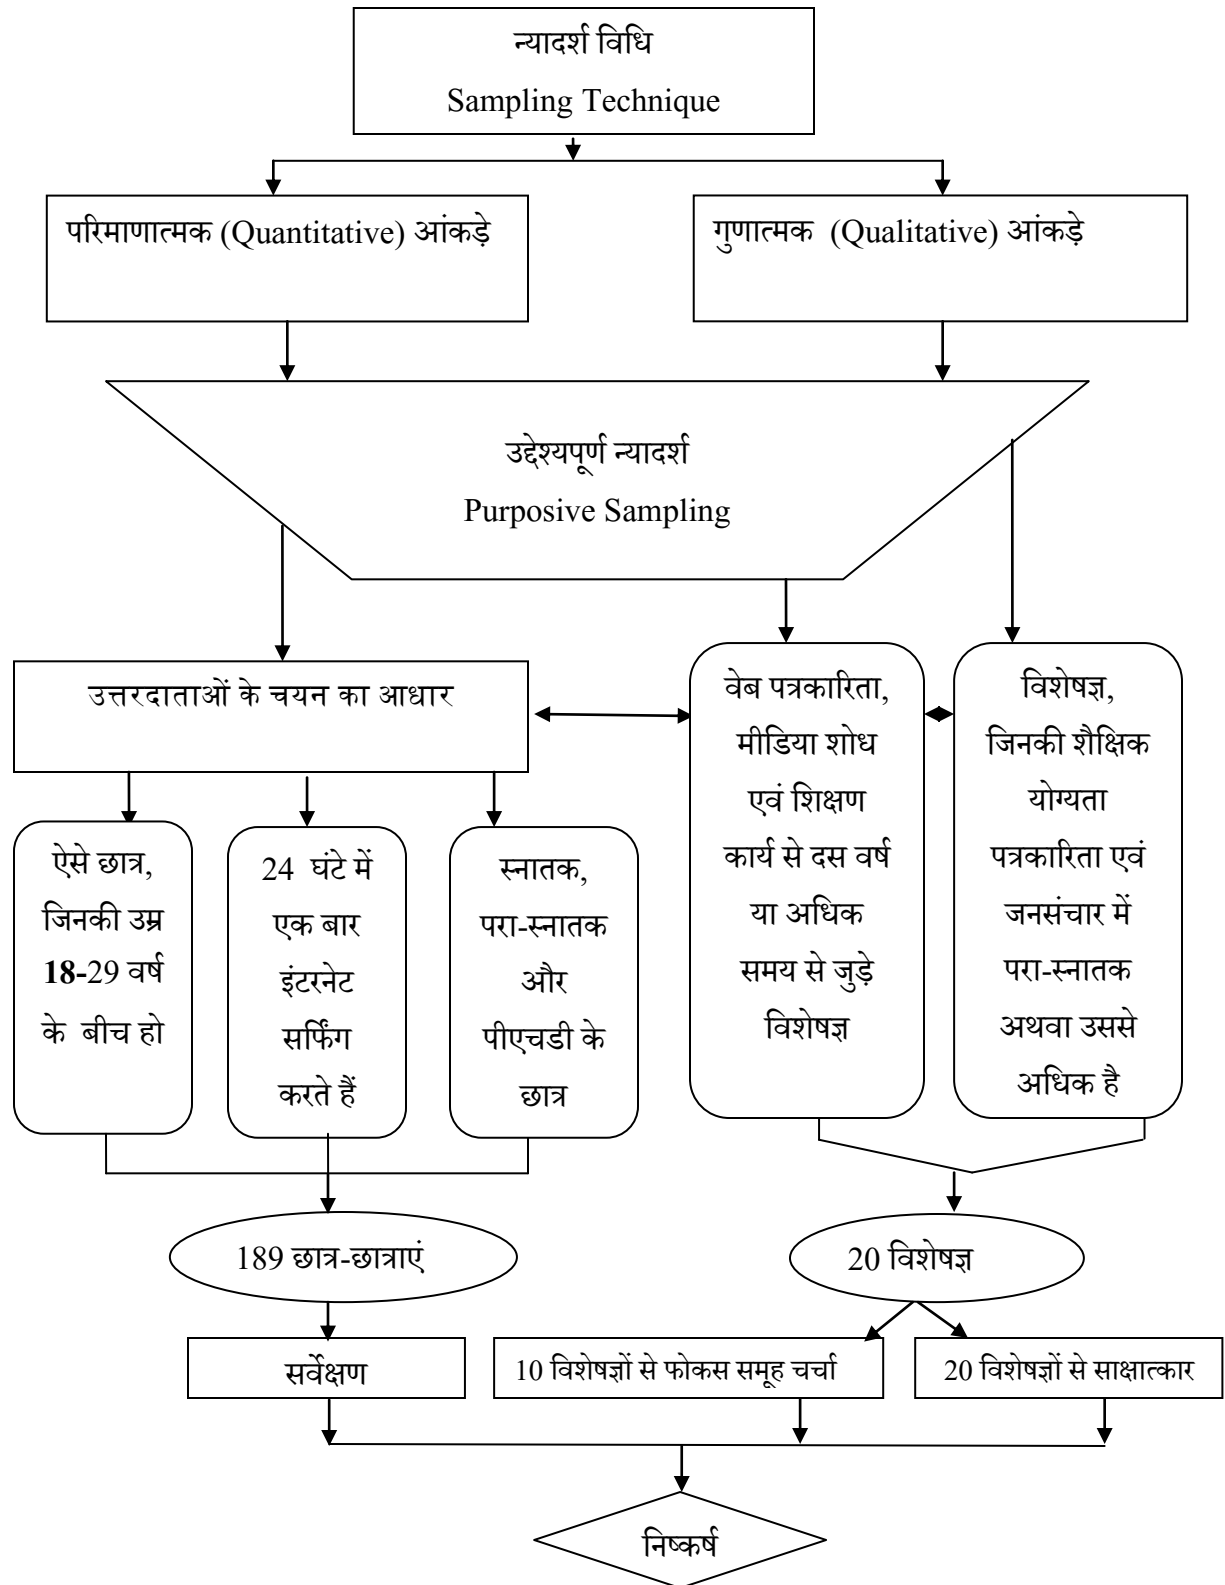 न्यादर्श विधि
Sampling Technique
परिमाणात्मक (Quantitative) आंकड़े
गुणात्मक (Qualitative) आंकड़े
उद्देश्यपूर्ण न्यादर्श
Purposive Sampling
उत्तरदाताओं के चयन का आधार
वेब पत्रकारिता,
मीडिया शोध
एवं शिक्षण
कार्य से दस वर्ष
या अधिक
समय से जुड़े
विशेषज्ञ
विशेषज्ञ,
जिनकी शैक्षिक
योग्यता
पत्रकारिता एवं
जनसंचार में
परा-स्नातक
अथवा उससे
अधिक है
ऐसे छात्र,
जिनकी उम्र
18-29 वर्ष
के बीच हो
24 घंटे में
एक बार
इंटरनेट
सर्फिंग
करते हैं
स्नातक,
परा-स्नातक
और
पीएचडी के
छात्र
189 छात्र-छात्राएं
20 विशेषज्ञ
सर्वेक्षण
10 विशेषज्ञों से फोकस समूह चर्चा
20 विशेषज्ञों से साक्षात्कार
निष्कर्ष